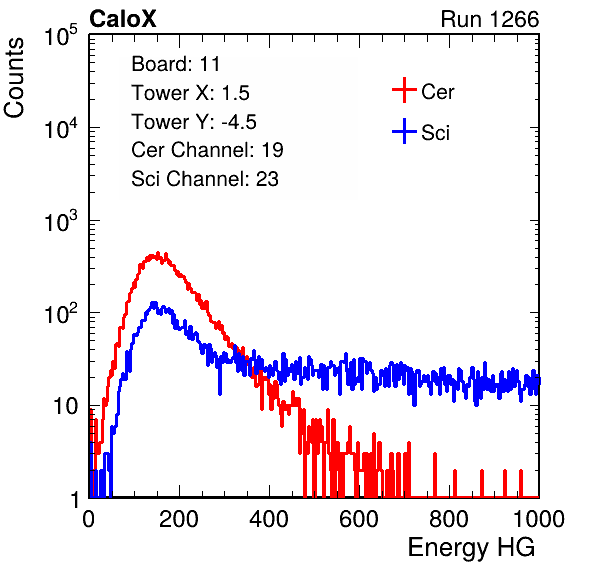 CaloX Run 1266
Counts
10^5
10^4
10^3
10^2
10
1
Board: 11
Tower X: 1.5
Tower Y: -4.5
Cer Channel: 19
Sci Channel: 23
Cer
Sci
0 200 400 600 800 1000
Energy HG